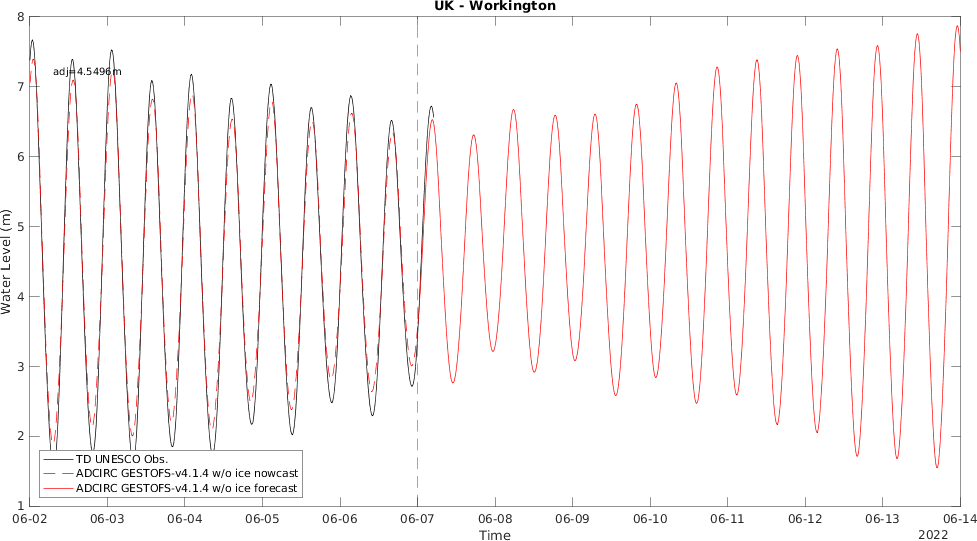 UK - Workington
8
7
6
5
4
3
2
1
Water Level (m)
adj=4.5496m
TD UNESCO Obs.
ADCIRC GESTOFS-v4.1.4 w/o ice nowcast
ADCIRC GESTOFS-v4.1.4 w/o ice forecast
06-02 06-03 06-04 06-05 06-06 06-07 06-08 06-09 06-10 06-11 06-12 06-13 06-14
Time
2022